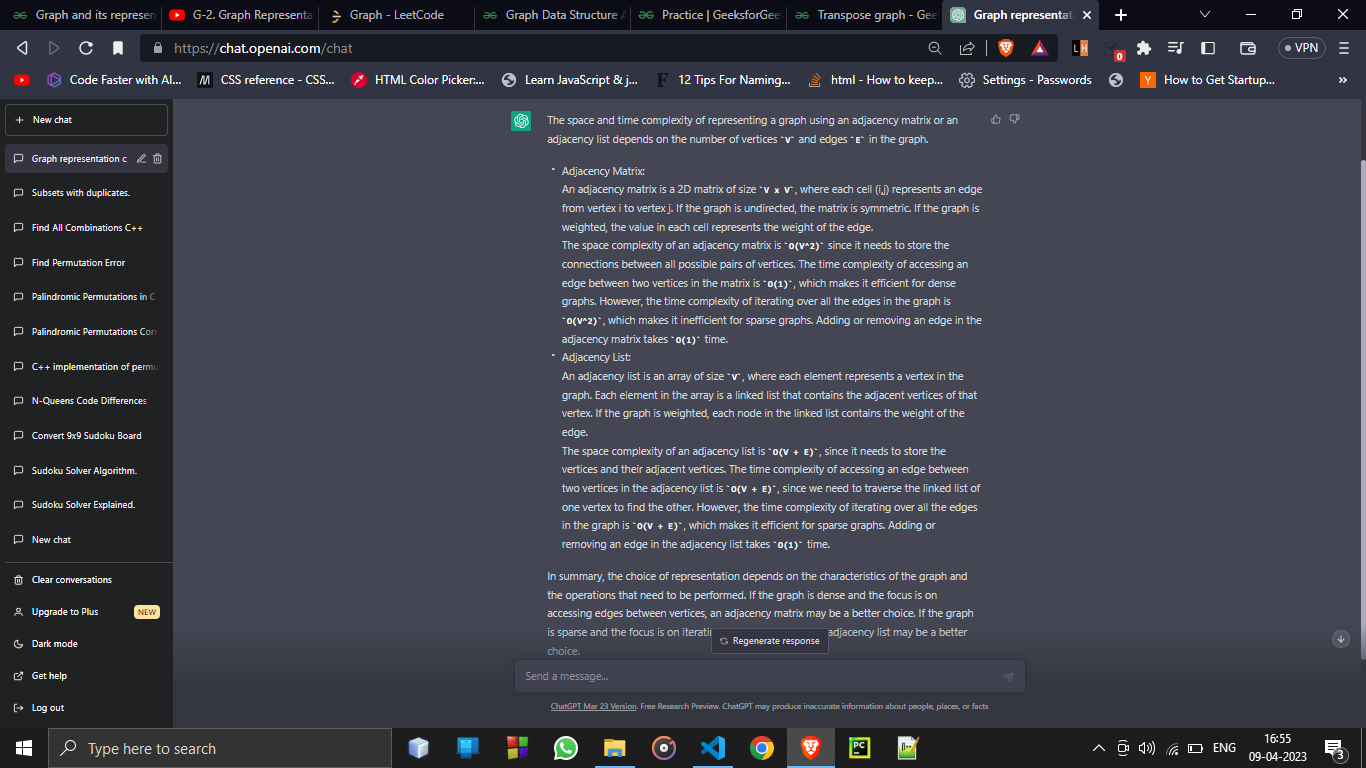 Graph and its represen
G-2. Graph Representa
Graph - LeetCode
Graph Data Structure A
Practice | GeeksforGee
Transpose graph - Gee
Graph representat
https://chat.openai.com/chat
LH
0
VPN
Code Faster with AI...
CSS reference - CSS...
HTML Color Picker:...
Learn JavaScript & j...
12 Tips For Naming...
html - How to keep...
Settings - Passwords
How to Get Startup...
New chat
Graph representation c
Subsets with duplicates.
Find All Combinations C++
Find Permutation Error
Palindromic Permutations in C
Palindromic Permutations Corr
C++ implementation of permu
N-Queens Code Differences
Convert 9x9 Sudoku Board
Sudoku Solver Algorithm.
Sudoku Solver Explained.
New chat
Clear conversations
Upgrade to Plus NEW
Dark mode
Get help
Log out
The space and time complexity of representing a graph using an adjacency matrix or an
adjacency list depends on the number of vertices `V` and edges `E` in the graph.
• Adjacency Matrix:
An adjacency matrix is a 2D matrix of size `V x V`, where each cell (i,j) represents an edge
from vertex i to vertex j. If the graph is undirected, the matrix is symmetric. If the graph is
weighted, the value in each cell represents the weight of the edge.
The space complexity of an adjacency matrix is `O(V^2)` since it needs to store the
connections between all possible pairs of vertices. The time complexity of accessing an
edge between two vertices in the matrix is `O(1)`, which makes it efficient for dense
graphs. However, the time complexity of iterating over all the edges in the graph is
`O(V^2)`, which makes it inefficient for sparse graphs. Adding or removing an edge in the
adjacency matrix takes `O(1)` time.
• Adjacency List:
An adjacency list is an array of size `V`, where each element represents a vertex in the
graph. Each element in the array is a linked list that contains the adjacent vertices of that
vertex. If the graph is weighted, each node in the linked list contains the weight of the
edge.
The space complexity of an adjacency list is `O(V + E)`, since it needs to store the
vertices and their adjacent vertices. The time complexity of accessing an edge between
two vertices in the adjacency list is `O(V + E)`, since we need to traverse the linked list of
one vertex to find the other. However, the time complexity of iterating over all the edges
in the graph is `O(V + E)`, which makes it efficient for sparse graphs. Adding or
removing an edge in the adjacency list takes `O(1)` time.
In summary, the choice of representation depends on the characteristics of the graph and
the operations that need to be performed. If the graph is dense and the focus is on
accessing edges between vertices, an adjacency matrix may be a better choice. If the graph
is sparse and the focus is on iterati adjacency list may be a better
choice.
Regenerate response
Send a message...
ChatGPT Mar 23 Version. Free Research Preview. ChatGPT may produce inaccurate information about people, places, or facts
Type here to search
PC
ENG
16:55
09-04-2023
3